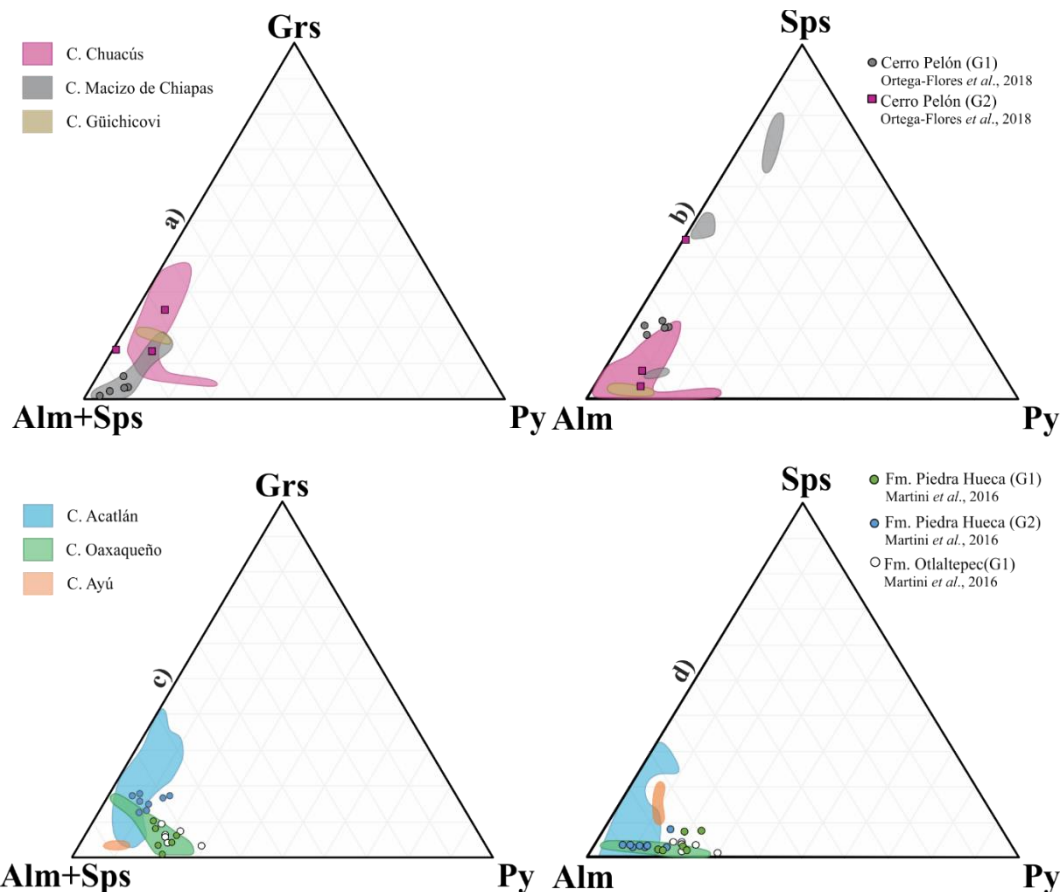 Grs
C. Chuacús
C. Macizo de Chiapas
C. Güichicovi
a)
Alm+Sps
Py
Sps
Cerro Pelón (G1)
Ortega-Flores et al., 2018
Cerro Pelón (G2)
Ortega-Flores et al., 2018
b)
Alm
Py
Grs
C. Acatlán
C. Oaxaqueño
C. Ayú
c)
Alm+Sps
Py
Sps
Fm. Piedra Hueca (G1)
Martini et al., 2016
Fm. Piedra Hueca (G2)
Martini et al., 2016
Fm. Otlaltepec(G1)
Martini et al., 2016
d)
Alm
Py